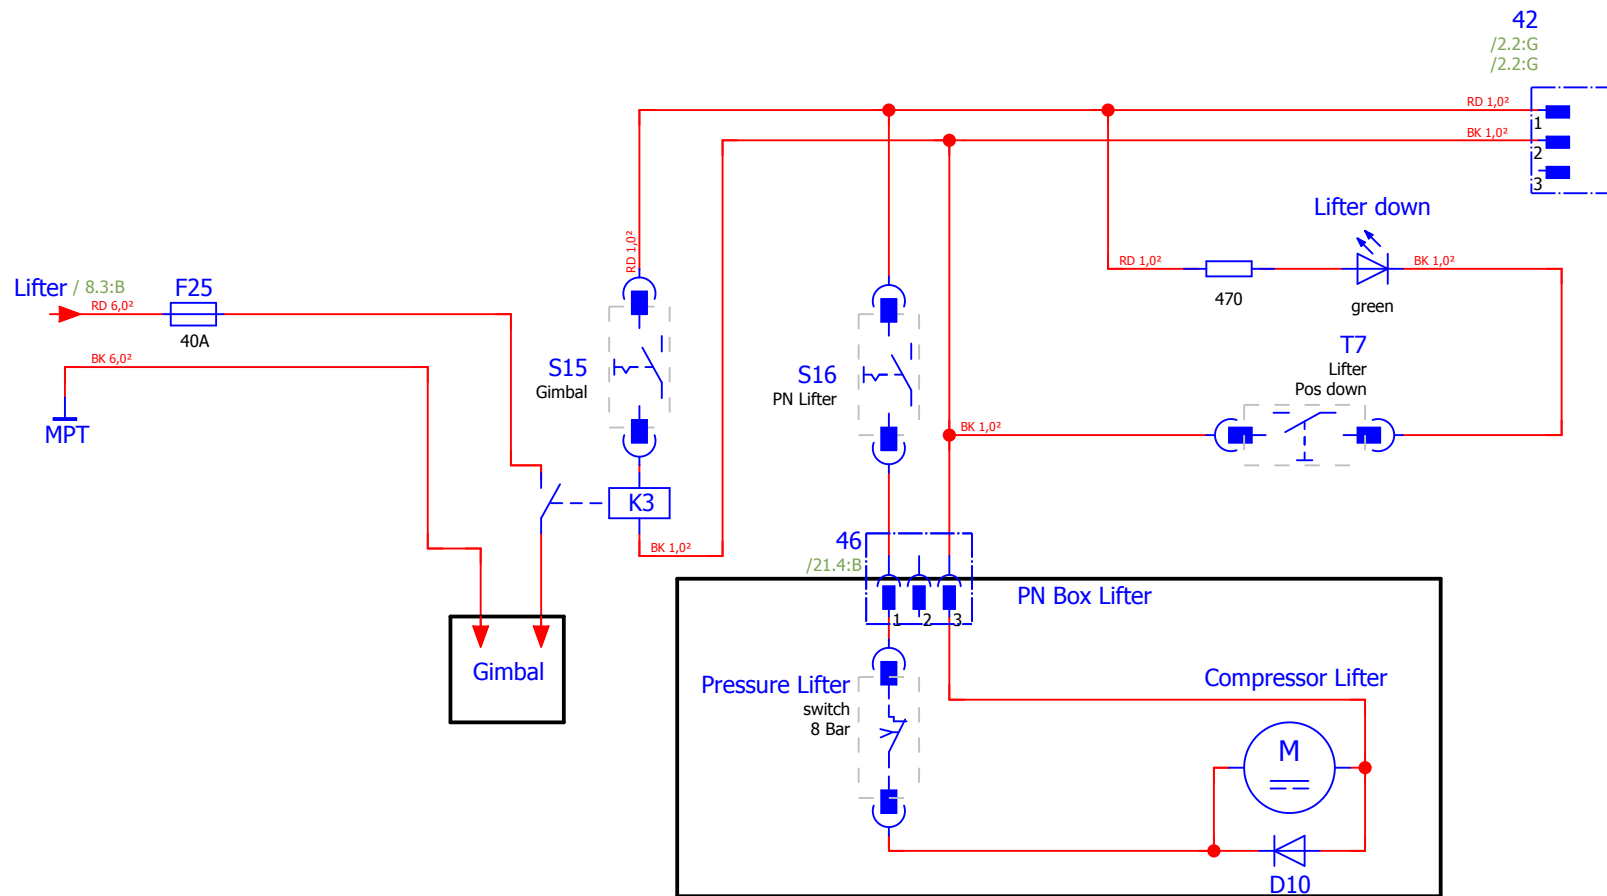 42
/2.2:G
/2.2:G
RD 1,0²
1
BK 1,0²
2
3
Lifter down
RD 1,0²
RD 1,0²
BK 1,0²
470
green
Lifter / 8.3:B
F25
RD 6,0²
40A
BK 6,0²
MPT
S15
Gimbal
S16
PN Lifter
T7
Lifter
Pos down
BK 1,0²
K3
BK 1,0²
46
/21.4:B
1 2 3
PN Box Lifter
Gimbal
Pressure Lifter
switch
8 Bar
Compressor Lifter
M
D10